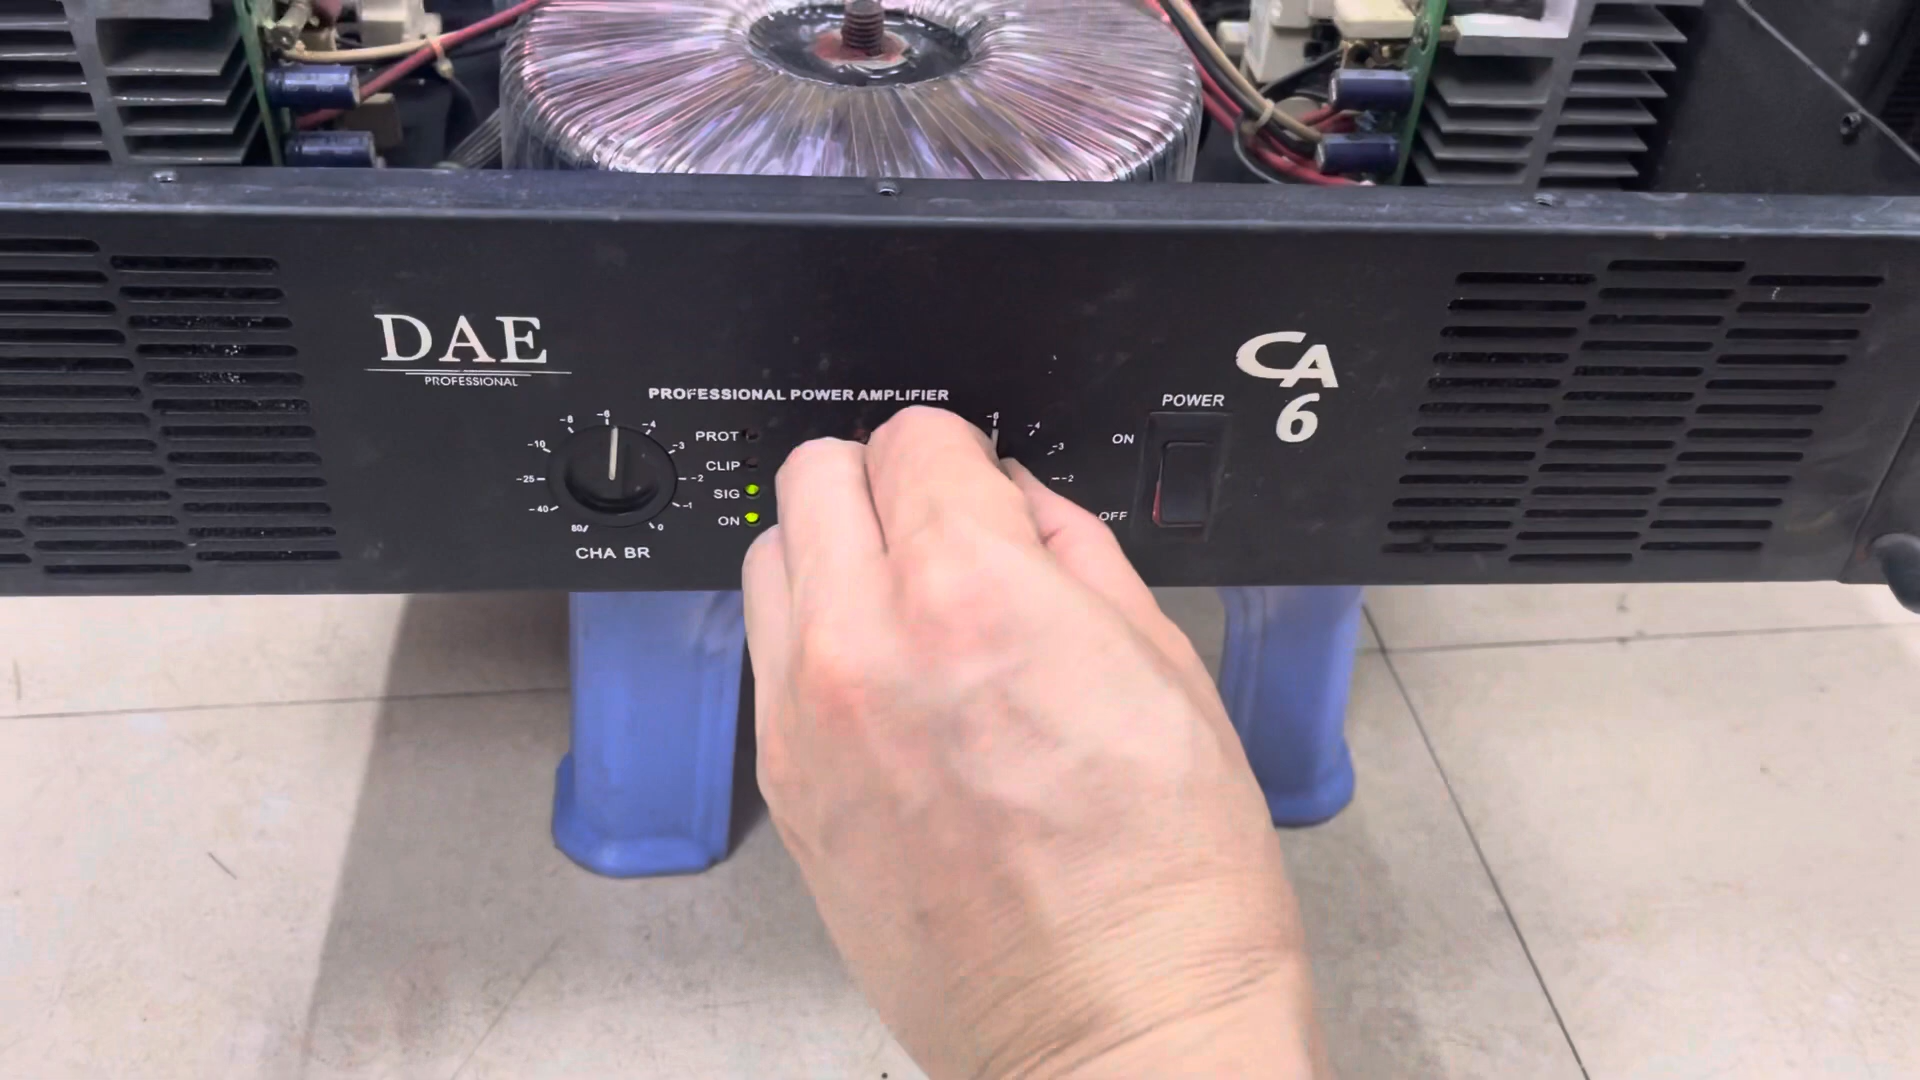 DAE
PROFESSIONAL
PROFESSIONAL POWER AMPLIFIER
CA
6
POWER
ON
OFF
-6
-8
-4
-10
-3
-25
-2
-40
-1
80
0
CHA BR
PROT
CLIP
SIG
ON
-6
-4
-3
-2